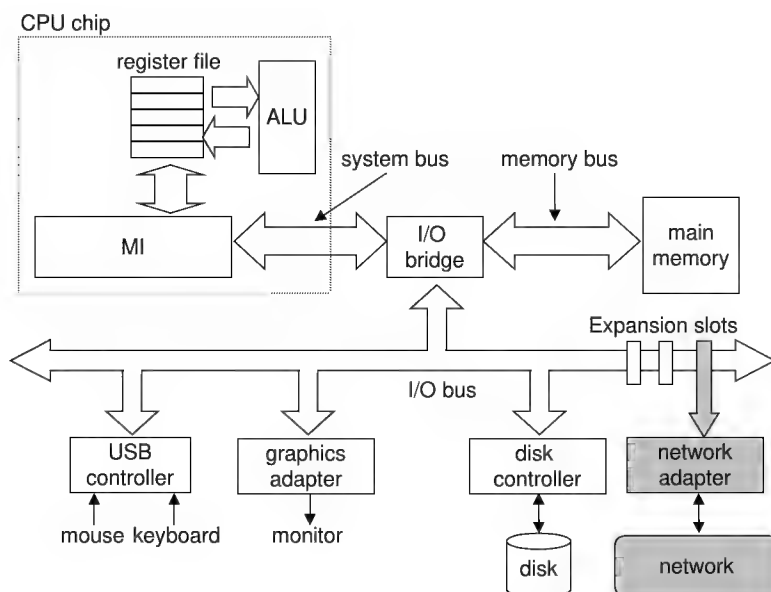 CPU chip
register file
ALU
system bus
memory bus
MI
I/O
bridge
main
memory
Expansion slots
I/O bus
USB
controller
graphics
adapter
disk
controller
network
adapter
mouse keyboard
monitor
disk
network